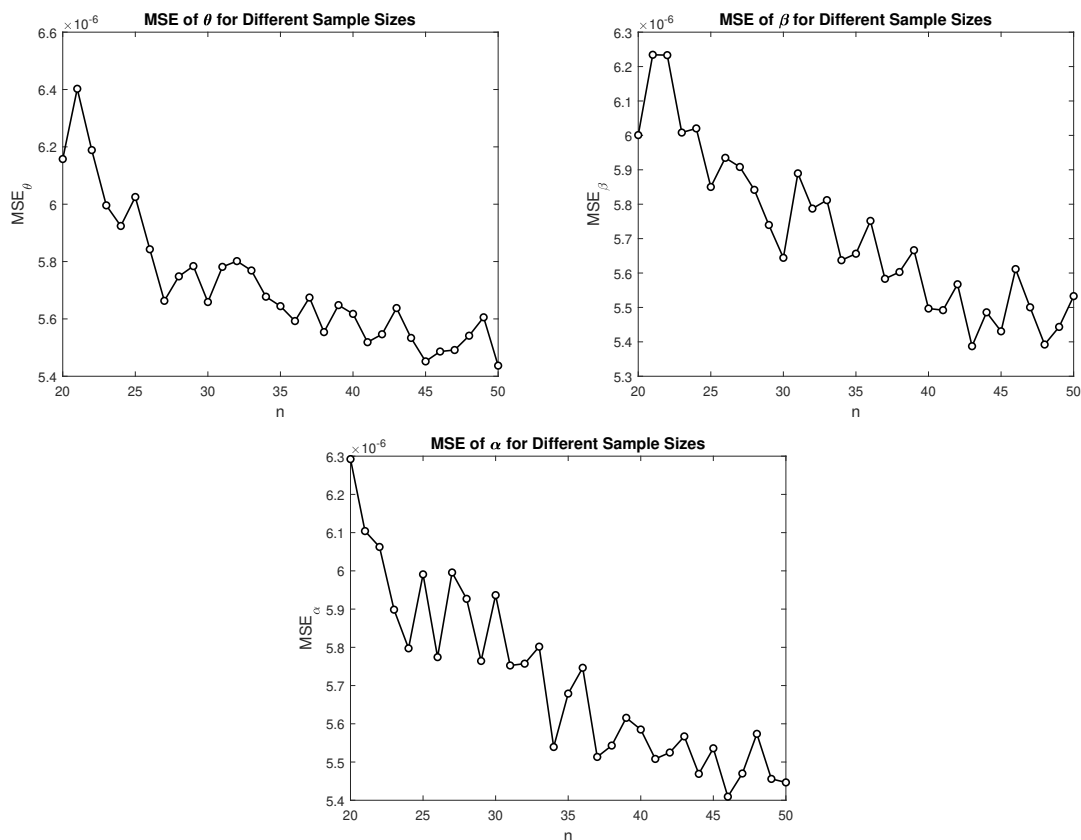 MSE of θ for Different Sample Sizes
×10-6
6.6
6.4
6.2
6
5.8
5.6
5.4
MSEθ
20 25 30 35 40 45 50
n
MSE of β for Different Sample Sizes
×10-6
6.3
6.2
6.1
6
5.9
5.8
5.7
5.6
5.5
5.4
5.3
MSEβ
20 25 30 35 40 45 50
n
MSE of α for Different Sample Sizes
×10-6
6.3
6.2
6.1
6
5.9
5.8
5.7
5.6
5.5
5.4
MSEα
20 25 30 35 40 45 50
n